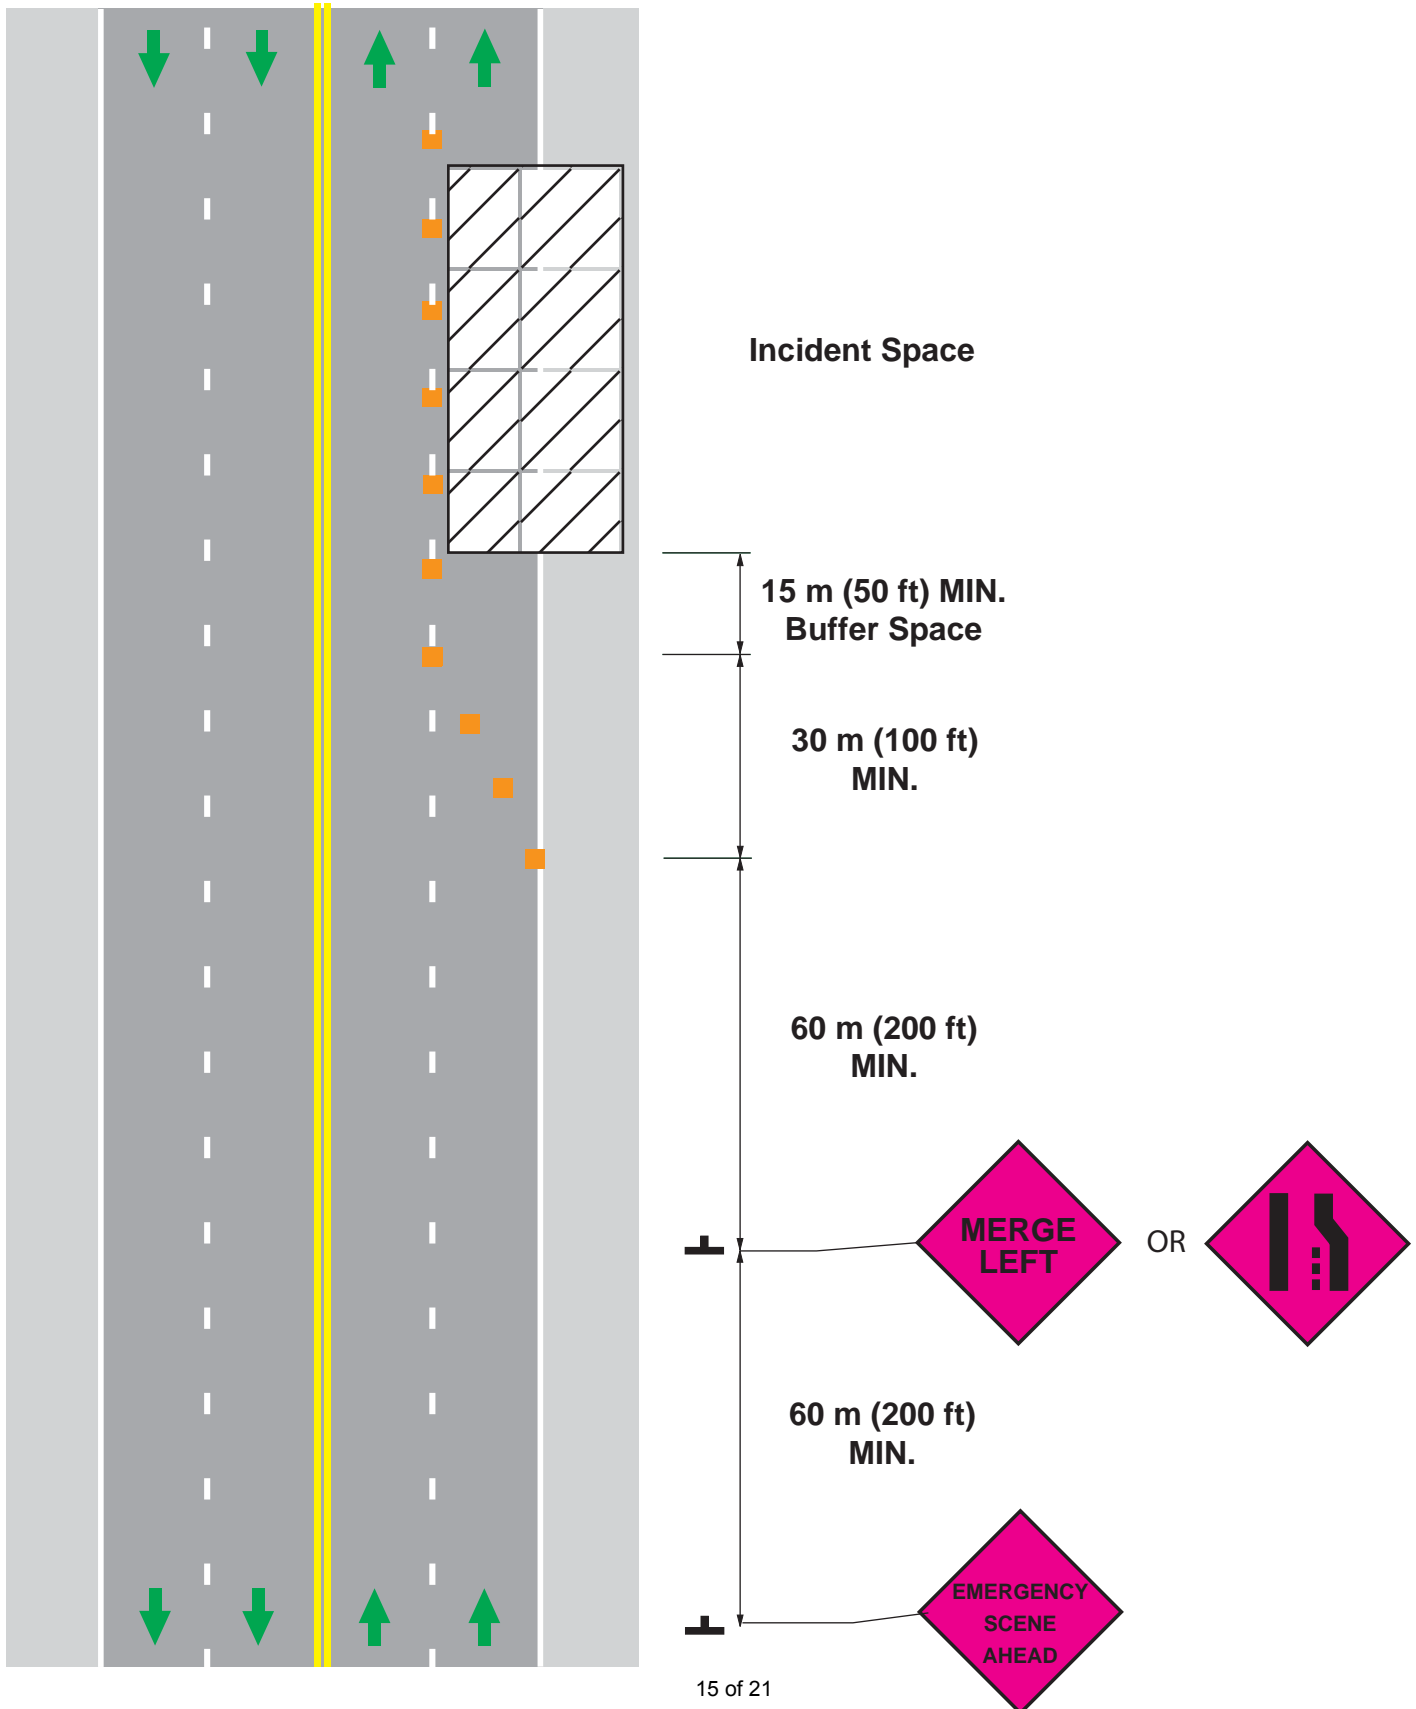 Incident Space
15 m (50 ft) MIN.
Buffer Space
30 m (100 ft)
MIN.
60 m (200 ft)
MIN.
MERGE
LEFT
OR
60 m (200 ft)
MIN.
EMERGENCY
SCENE
AHEAD
15 of 21